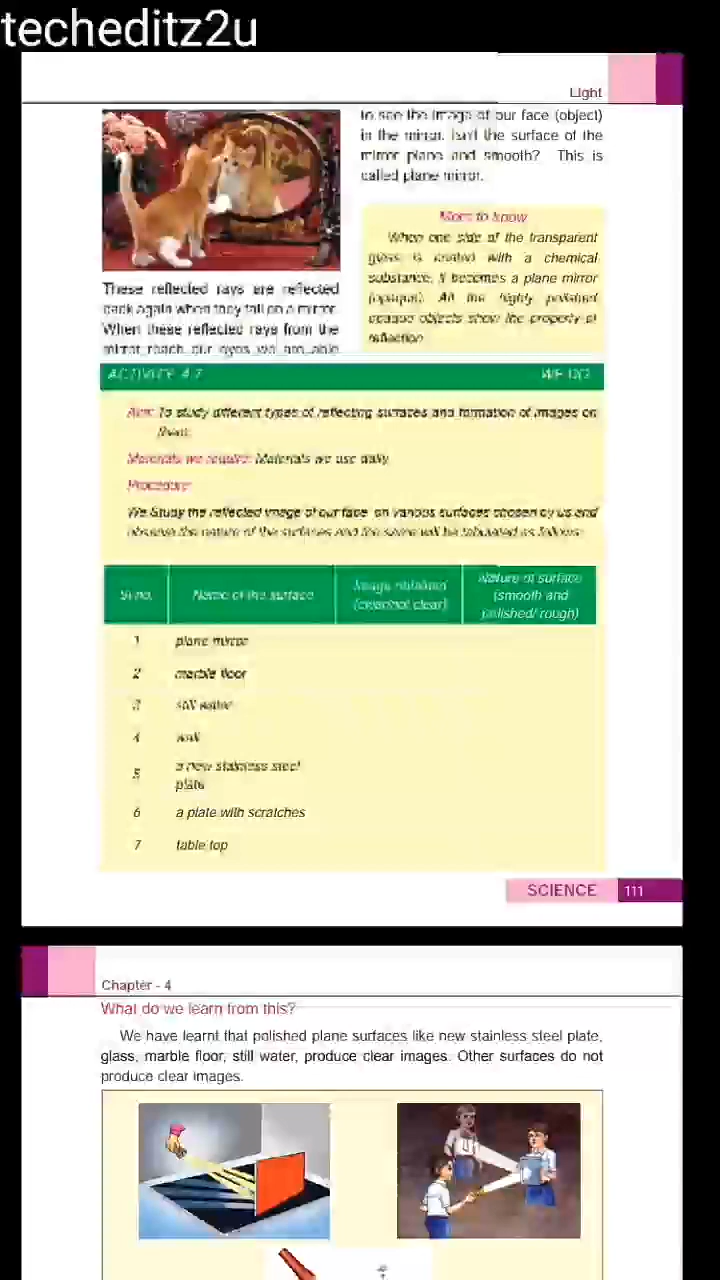 techeditz2u
Light
to see the image of our face (object)
in the mirror. Isn't the surface of the
mirror plane and smooth? This is
called plane mirror.
More to know
When one side of the transparent
glass is coated with a chemical
substance, it becomes a plane mirror
(opaque). All the highly polished
opaque objects show the property of
reflection
These reflected rays are reflected
back again when they fall on a mirror.
When these reflected rays from the
mirror reach our eyes we are able
ACTIVITY 4.7
WE DO
Aim: To study different types of reflecting surfaces and formation of images on
them.
Materials we require: Materials we use daily
Procedure:
We Study the reflected image of our face on various surfaces chosen by us and
observe the nature of the surfaces and the same will be tabulated as follows:
Sl.no.
Name of the surface
Image obtained
(clear/not clear)
Nature of surface
(smooth and
polished/ rough)
1 plane mirror
2 marble floor
3 still water
4 wall
5 a new stainless steel
plate
6 a plate with scratches
7 table top
SCIENCE 111
Chapter - 4
What do we learn from this?
We have learnt that polished plane surfaces like new stainless steel plate,
glass, marble floor, still water, produce clear images. Other surfaces do not
produce clear images.